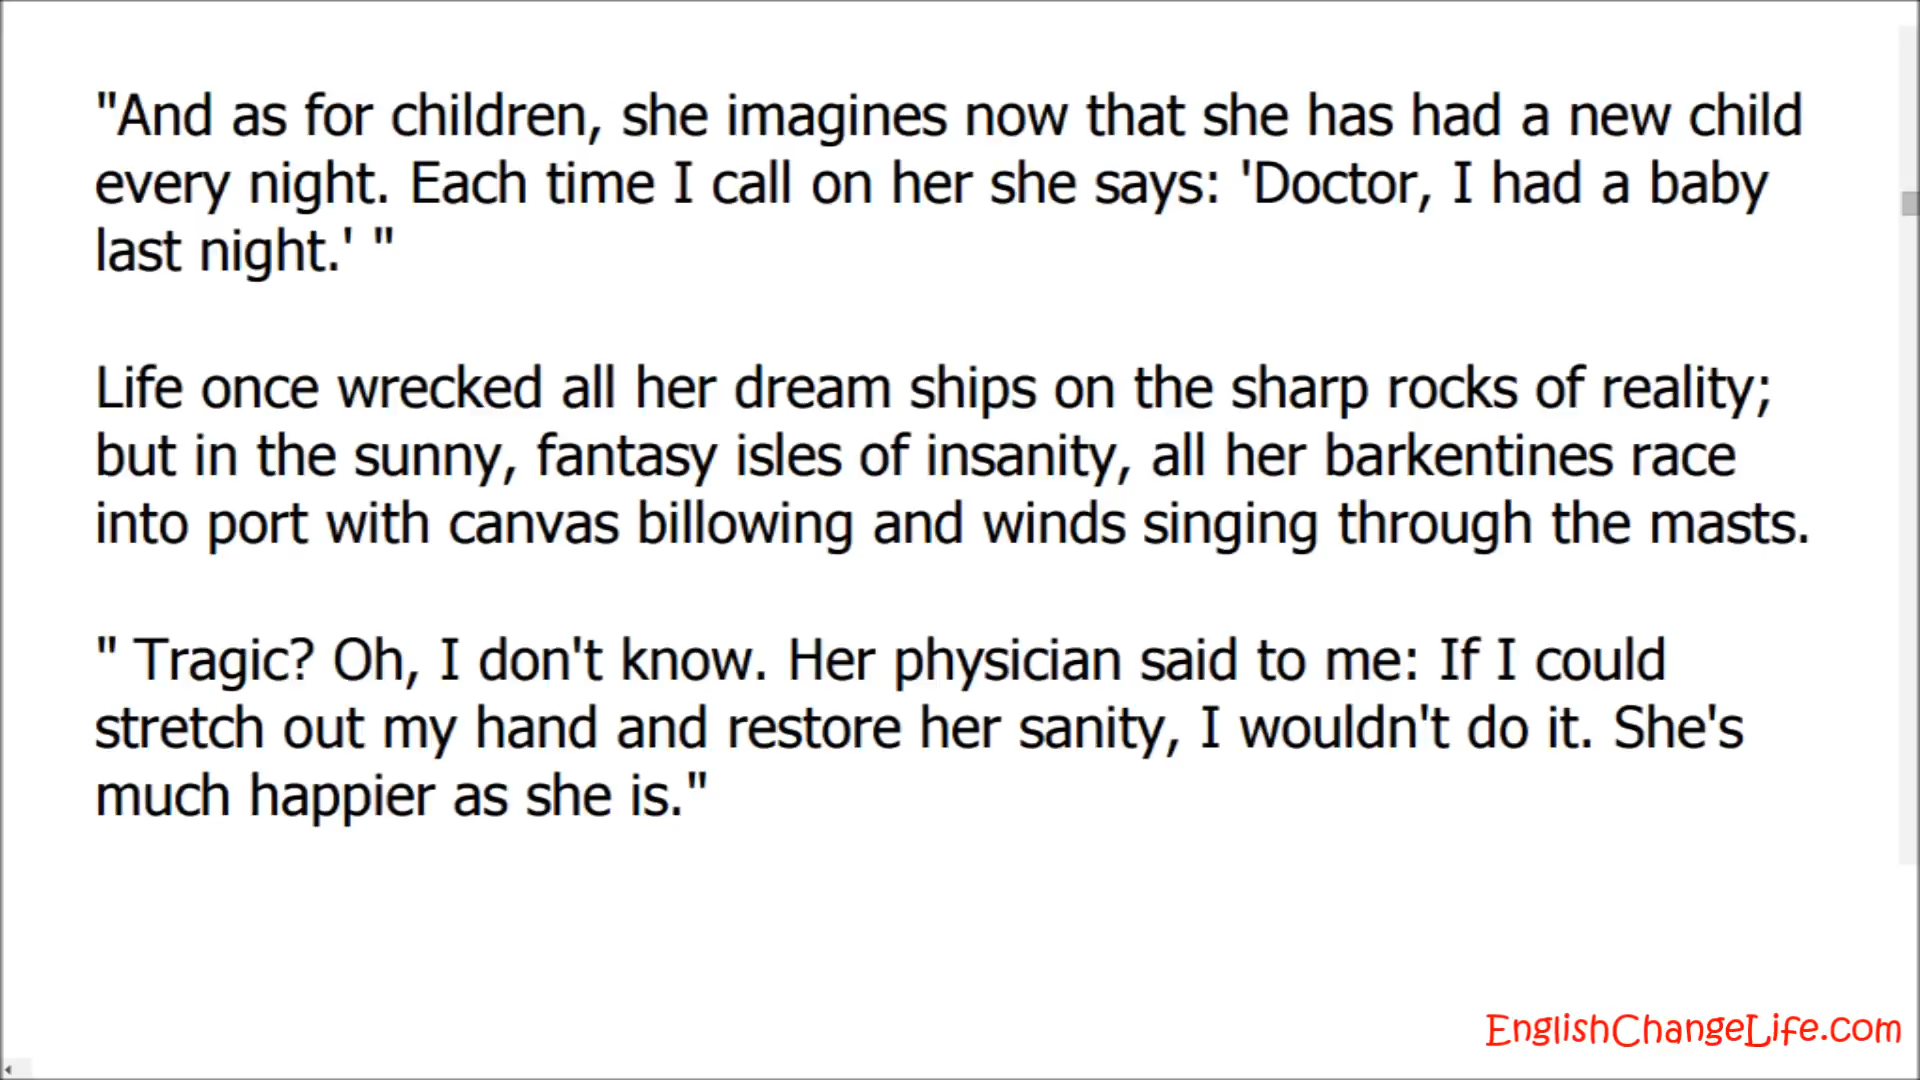 "And as for children, she imagines now that she has had a new child
every night. Each time I call on her she says: 'Doctor, I had a baby
last night.' "
Life once wrecked all her dream ships on the sharp rocks of reality;
but in the sunny, fantasy isles of insanity, all her barkentines race
into port with canvas billowing and winds singing through the masts.
" Tragic? Oh, I don't know. Her physician said to me: If I could
stretch out my hand and restore her sanity, I wouldn't do it. She's
much happier as she is."
EnglishChangeLife.com